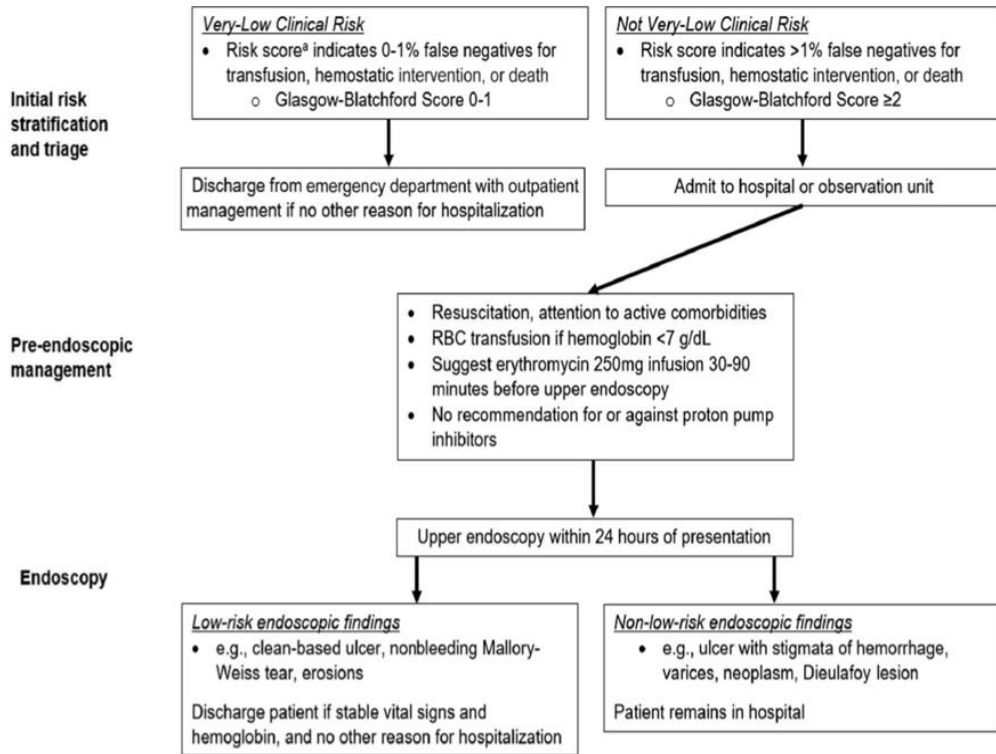 Initial risk
stratification
and triage
Very-Low Clinical Risk
• Risk scoreᵃ indicates 0-1% false negatives for
transfusion, hemostatic intervention, or death
o Glasgow-Blatchford Score 0-1
Not Very-Low Clinical Risk
• Risk score indicates >1% false negatives for
transfusion, hemostatic intervention, or death
o Glasgow-Blatchford Score ≥2
Discharge from emergency department with outpatient
management if no other reason for hospitalization
Admit to hospital or observation unit
Pre-endoscopic
management
• Resuscitation, attention to active comorbidities
• RBC transfusion if hemoglobin <7 g/dL
• Suggest erythromycin 250mg infusion 30-90
minutes before upper endoscopy
• No recommendation for or against proton pump
inhibitors
Upper endoscopy within 24 hours of presentation
Endoscopy
Low-risk endoscopic findings
• e.g., clean-based ulcer, nonbleeding Mallory-
Weiss tear, erosions
Discharge patient if stable vital signs and
hemoglobin, and no other reason for hospitalization
Non-low-risk endoscopic findings
• e.g., ulcer with stigmata of hemorrhage,
varices, neoplasm, Dieulafoy lesion
Patient remains in hospital